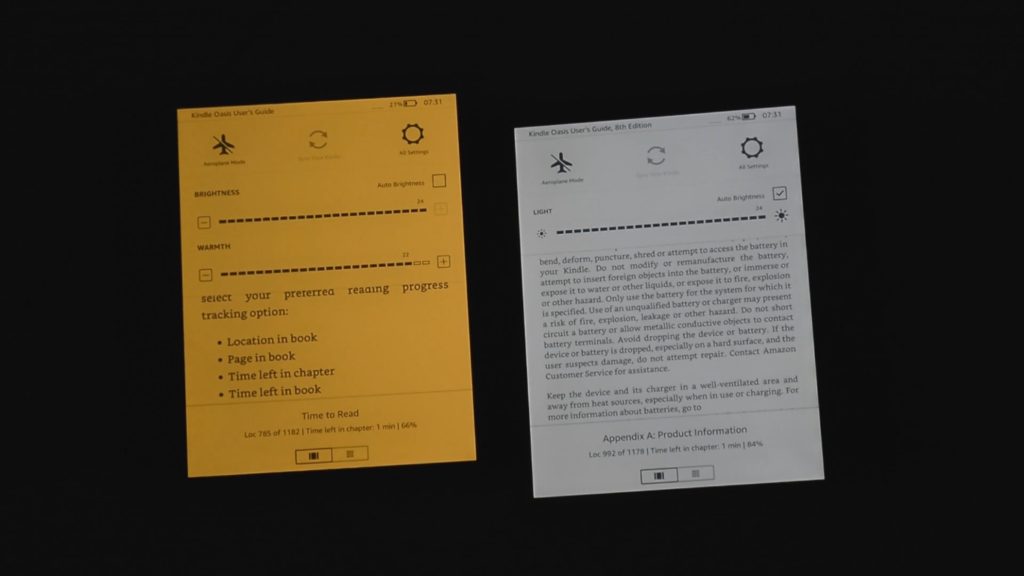 Kindle Oasis User's Guide
21% 07:31
Aeroplane Mode
Sync Your Kindle
All Settings
BRIGHTNESS
Auto Brightness
24
WARMTH
22
select your preferred reading progress
tracking option:
• Location in book
• Page in book
• Time left in chapter
• Time left in book
Time to Read
Loc 785 of 1182 | Time left in chapter: 1 min | 66%
Kindle Oasis User's Guide, 8th Edition
62% 07:31
Aeroplane Mode
Sync Your Kindle
All Settings
Auto Brightness
LIGHT
24
bend, deform, puncture, shred or attempt to access the battery in
your Kindle. Do not modify or remanufacture the battery,
attempt to insert foreign objects into the battery, or immerse or
expose it to water or other liquids, or expose it to fire, explosion
or other hazard. Only use the battery for the system for which it
is specified. Use of an unqualified battery or charger may present
a risk of fire, explosion, leakage or other hazard. Do not short
circuit a battery or allow metallic conductive objects to contact
battery terminals. Avoid dropping the device or battery. If the
device or battery is dropped, especially on a hard surface, and the
user suspects damage, do not attempt repair. Contact Amazon
Customer Service for assistance.
Keep the device and its charger in a well-ventilated area and
away from heat sources, especially when in use or charging. For
more information about batteries, go to
Appendix A: Product Information
Loc 992 of 1178 | Time left in chapter: 1 min | 84%